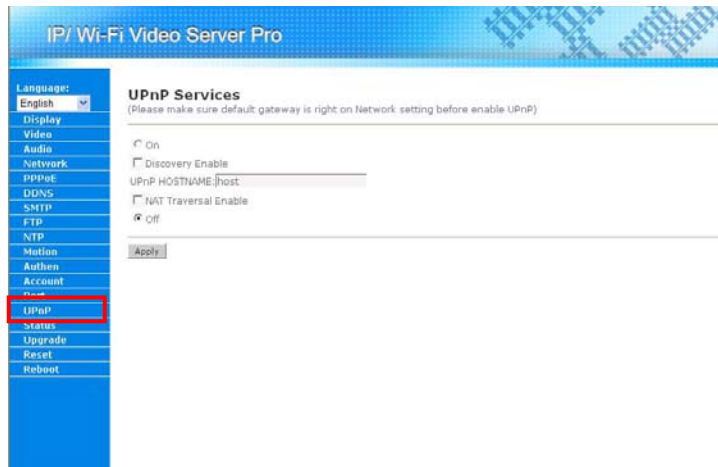 IP/ Wi-Fi Video Server Pro
Language:
English
Display
Video
Audio
Network
PPPoE
DDNS
SMTP
FTP
NTP
Motion
Authen
Account
Port
UPnP
Status
Upgrade
Reset
Reboot
UPnP Services
(Please make sure default gateway is right on Network setting before enable UPnP)
On
Discovery Enable
UPnP HOSTNAME: host
NAT Traversal Enable
Off
Apply